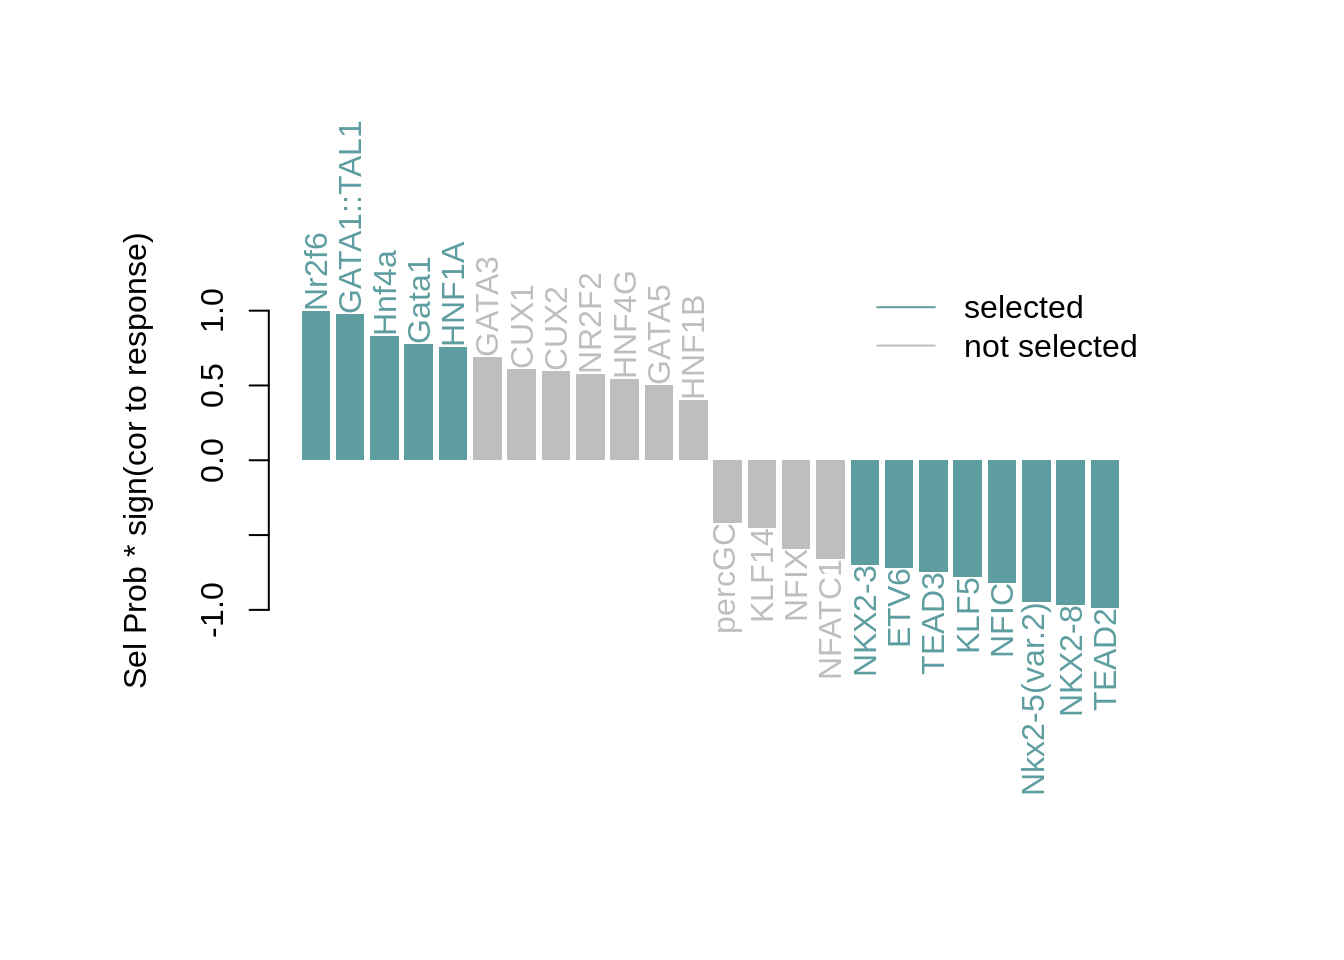 Sel Prob * sign(cor to response)
1.0
0.5
0.0
-1.0
Nr2f6
GATA1::TAL1
Hnf4a
Gata1
HNF1A
GATA3
CUX1
CUX2
NR2F2
HNF4G
GATA5
HNF1B
percGC
KLF14
NFIX
NFATC1
NKX2-3
ETV6
TEAD3
KLF5
NFIC
Nkx2-5(var.2)
NKX2-8
TEAD2
selected
not selected